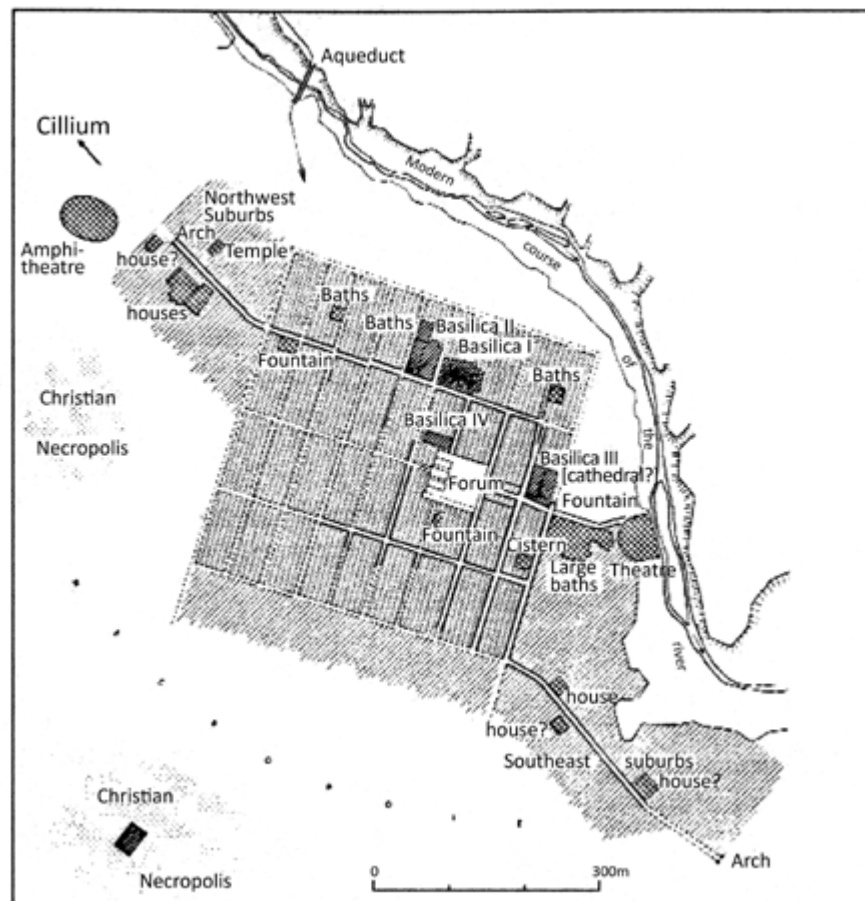 Aqueduct
Cillium
Modern
course
of
the
river
Northwest
Suburbs
Arch
Temple
Amphi-
theatre
house?
houses
Baths
Baths
Basilica II
Basilica I
Fountain
Baths
Christian
Necropolis
Basilica IV
Basilica III
[cathedral?]
Forum
Fountain
Fountain
Cistern
Large
baths
Theatre
house
house?
Southeast
suburbs
house?
Christian
Necropolis
Arch
0
300m